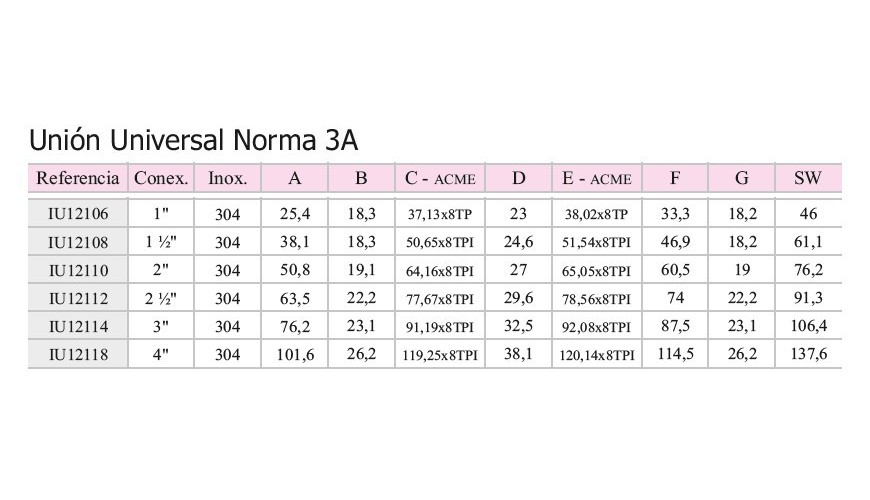 Unión Universal Norma 3A
Referencia Conex. Inox. A B C - ACME D E - ACME F G SW
IU12106 1" 304 25,4 18,3 37,13x8TP 23 38,02x8TP 33,3 18,2 46
IU12108 1 ½" 304 38,1 18,3 50,65x8TPI 24,6 51,54x8TPI 46,9 18,2 61,1
IU12110 2" 304 50,8 19,1 64,16x8TPI 27 65,05x8TPI 60,5 19 76,2
IU12112 2 ½" 304 63,5 22,2 77,67x8TPI 29,6 78,56x8TPI 74 22,2 91,3
IU12114 3" 304 76,2 23,1 91,19x8TPI 32,5 92,08x8TPI 87,5 23,1 106,4
IU12118 4" 304 101,6 26,2 119,25x8TPI 38,1 120,14x8TPI 114,5 26,2 137,6